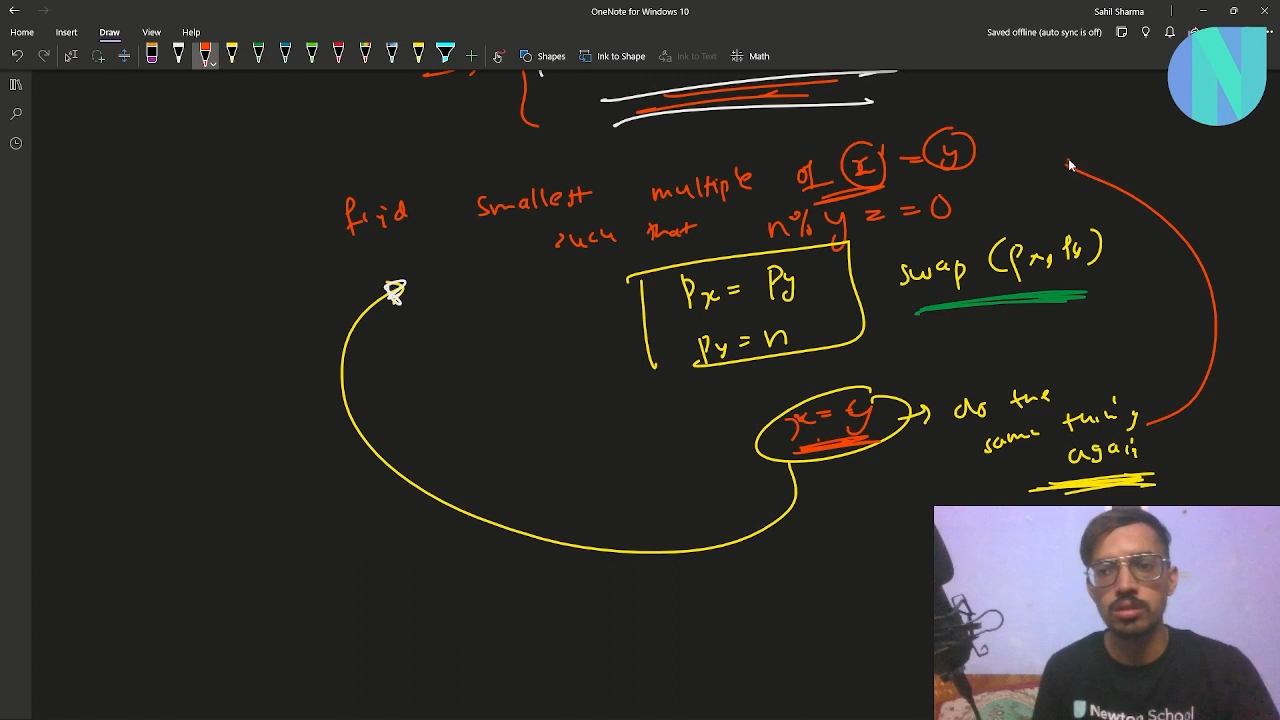 OneNote for Windows 10
Sahil Sharma
Home Insert Draw View Help
Saved offline (auto sync is off)
Shapes Ink to Shape Ink to Text Math
find smallest multiple of x = y
such that n % y = = 0
Px = Py
Py = n
swap (Px, Py)
x = y → do the
same thing
again
Newton School